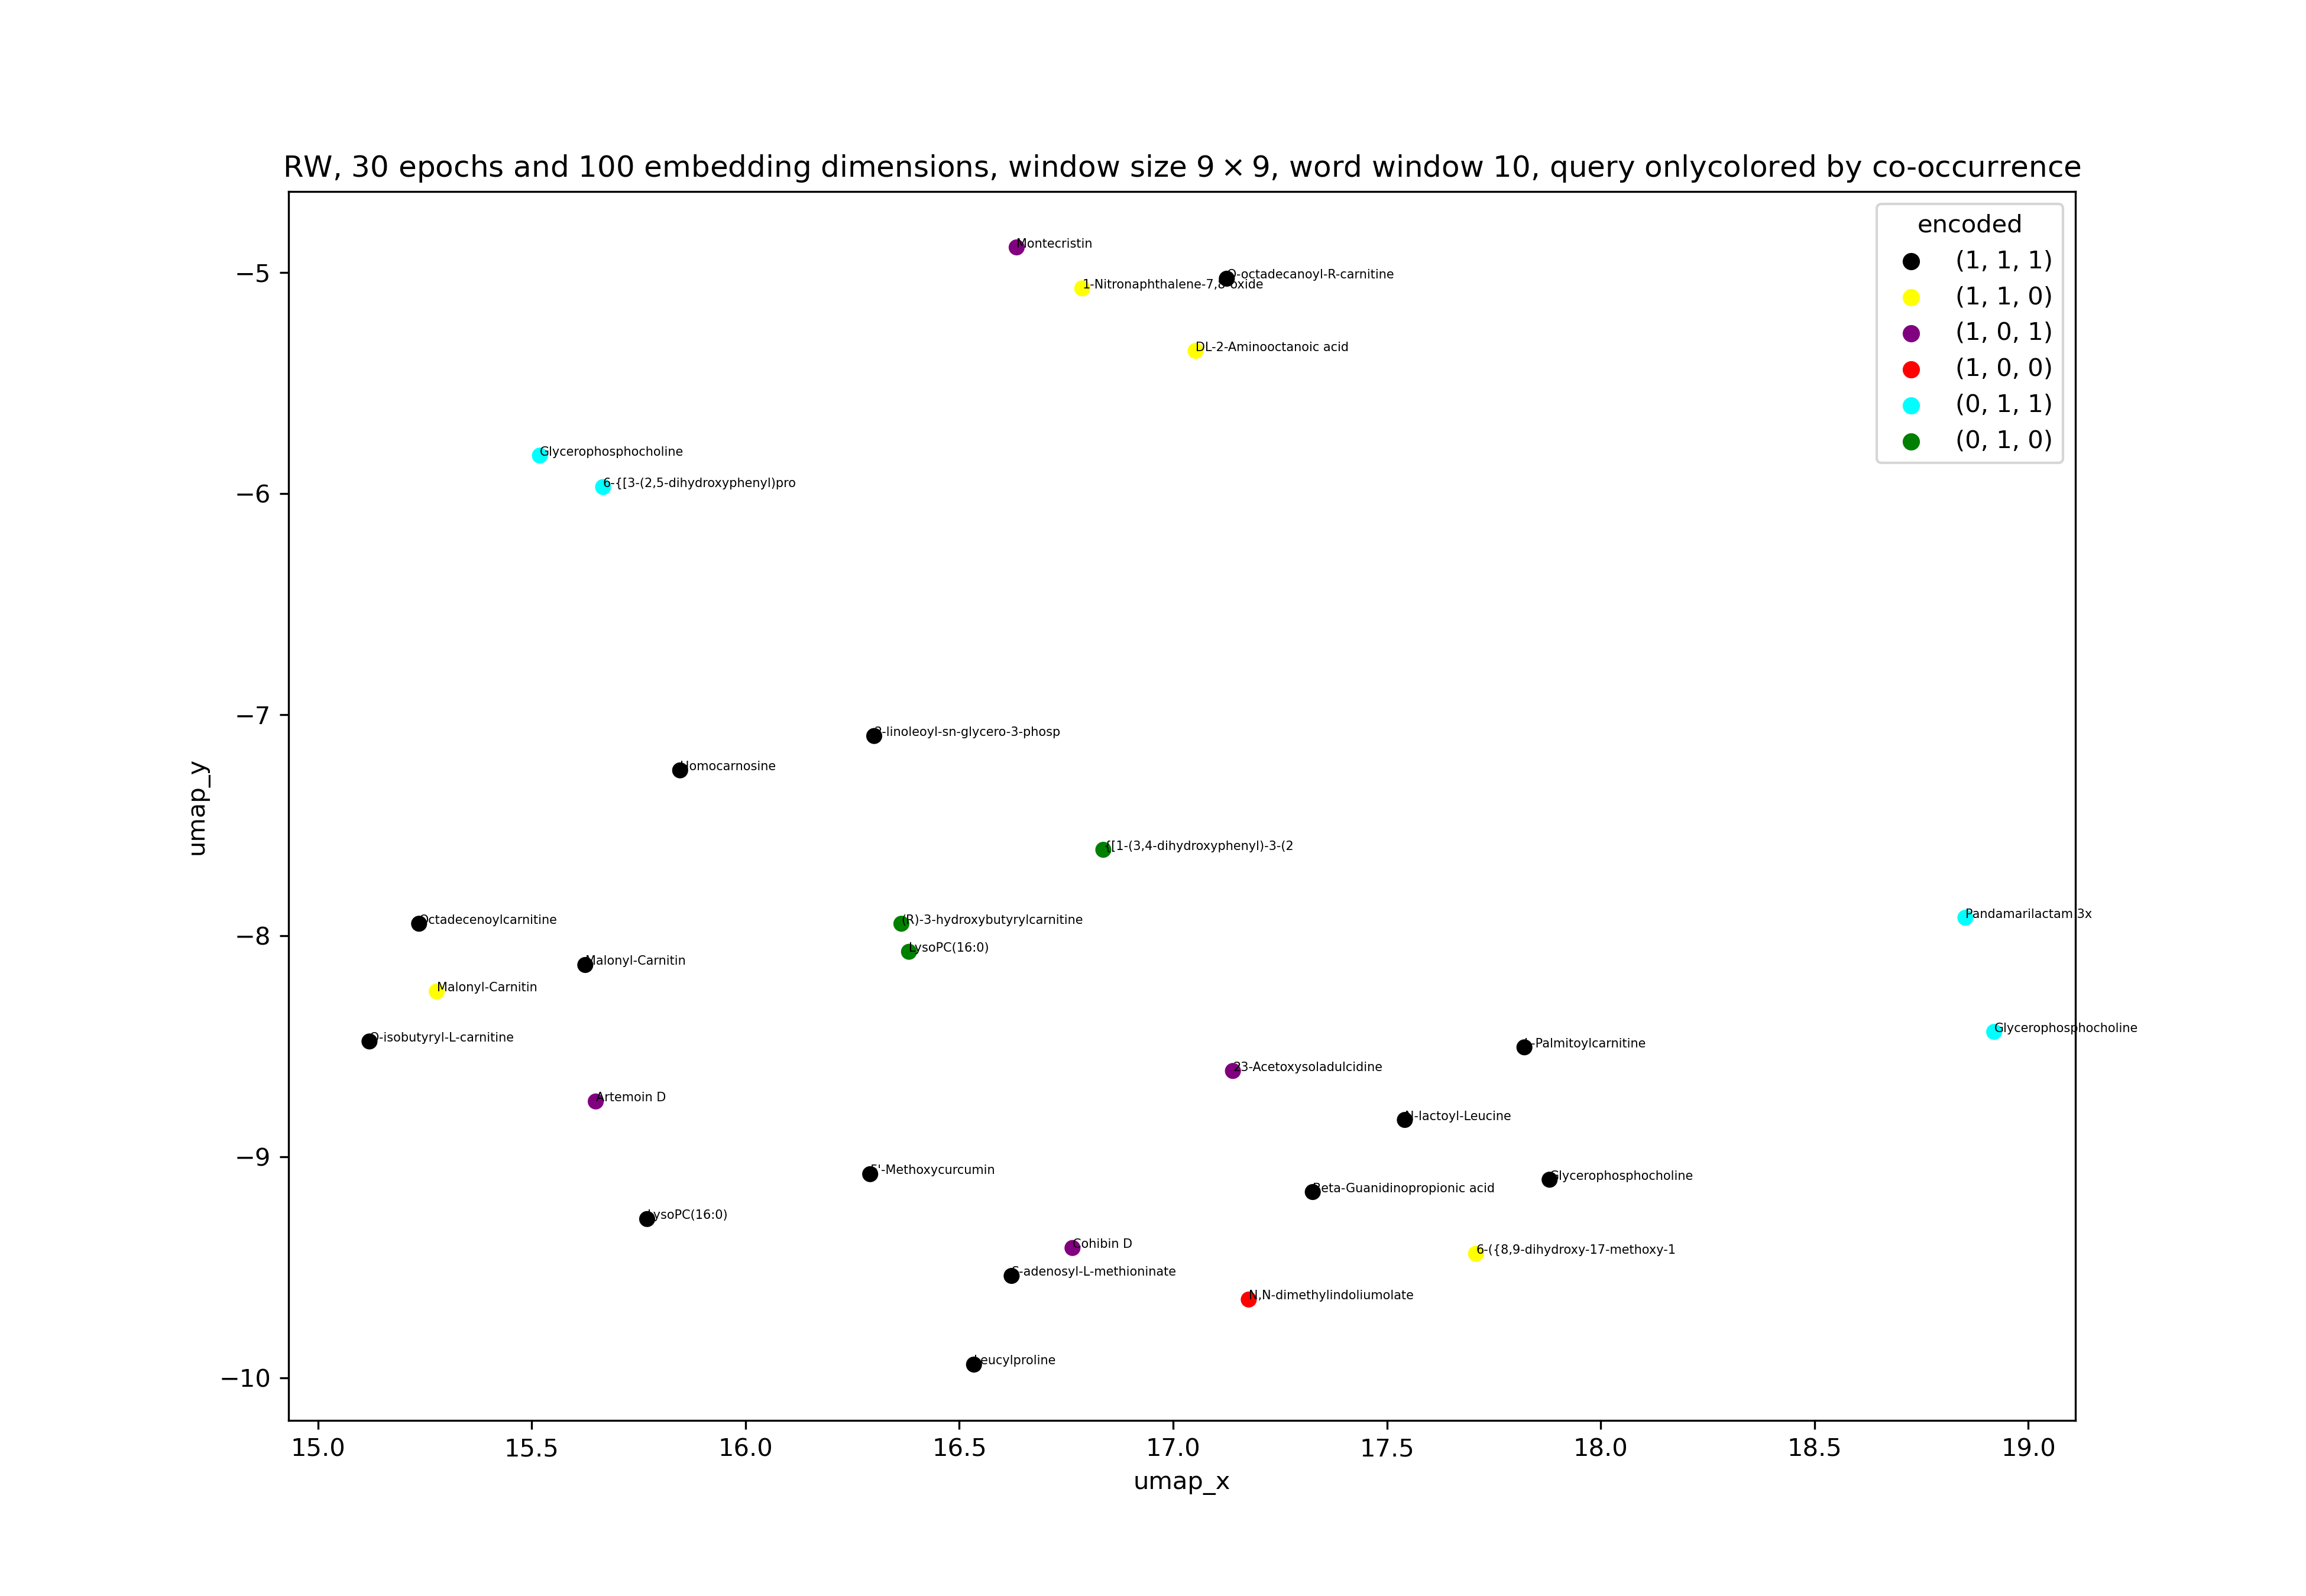 RW, 30 epochs and 100 embedding dimensions, window size 9 × 9, word window 10, query onlycolored by co-occurrence
encoded
(1, 1, 1)
(1, 1, 0)
(1, 0, 1)
(1, 0, 0)
(0, 1, 1)
(0, 1, 0)
Montecristin
O-octadecanoyl-R-carnitine
1-Nitronaphthalene-7,8-oxide
DL-2-Aminooctanoic acid
Glycerophosphocholine
6-{[3-(2,5-dihydroxyphenyl)pro
2-linoleoyl-sn-glycero-3-phosp
Homocarnosine
{[1-(3,4-dihydroxyphenyl)-3-(2
Octadecenoylcarnitine
(R)-3-hydroxybutyrylcarnitine
Pandamarilactam 3x
LysoPC(16:0)
Malonyl-Carnitin
Malonyl-Carnitin
O-isobutyryl-L-carnitine
Glycerophosphocholine
L-Palmitoylcarnitine
23-Acetoxysoladulcidine
Artemoin D
N-lactoyl-Leucine
5'-Methoxycurcumin
Glycerophosphocholine
Beta-Guanidinopropionic acid
LysoPC(16:0)
Cohibin D
6-({8,9-dihydroxy-17-methoxy-1
S-adenosyl-L-methioninate
N,N-dimethylindoliumolate
Leucylproline
−5
−6
−7
−8
−9
−10
umap_y
15.0 15.5 16.0 16.5 17.0 17.5 18.0 18.5 19.0
umap_x